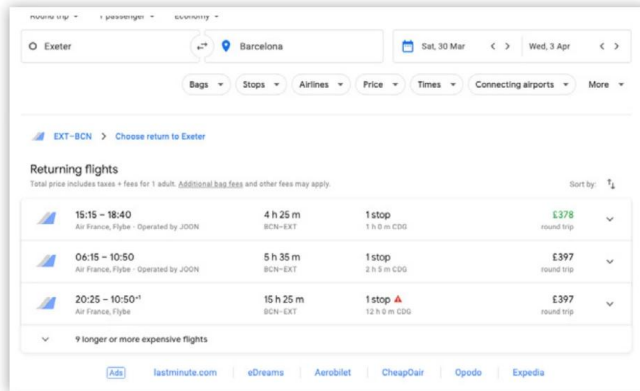 Round trip 1 passenger Economy
Exeter Barcelona Sat, 30 Mar Wed, 3 Apr
Bags Stops Airlines Price Times Connecting airports More
EXT–BCN Choose return to Exeter
Returning flights
Total price includes taxes + fees for 1 adult. Additional bag fees and other fees may apply. Sort by:
15:15 – 18:40 4 h 25 m 1 stop £378
Air France, Flybe · Operated by JOON BCN–EXT 1 h 0 m CDG round trip
06:15 – 10:50 5 h 35 m 1 stop £397
Air France, Flybe · Operated by JOON BCN–EXT 2 h 5 m CDG round trip
20:25 – 10:50+1 15 h 25 m 1 stop £397
Air France, Flybe BCN–EXT 12 h 0 m CDG round trip
9 longer or more expensive flights
Ads lastminute.com eDreams Aerobilet CheapOair Opodo Expedia